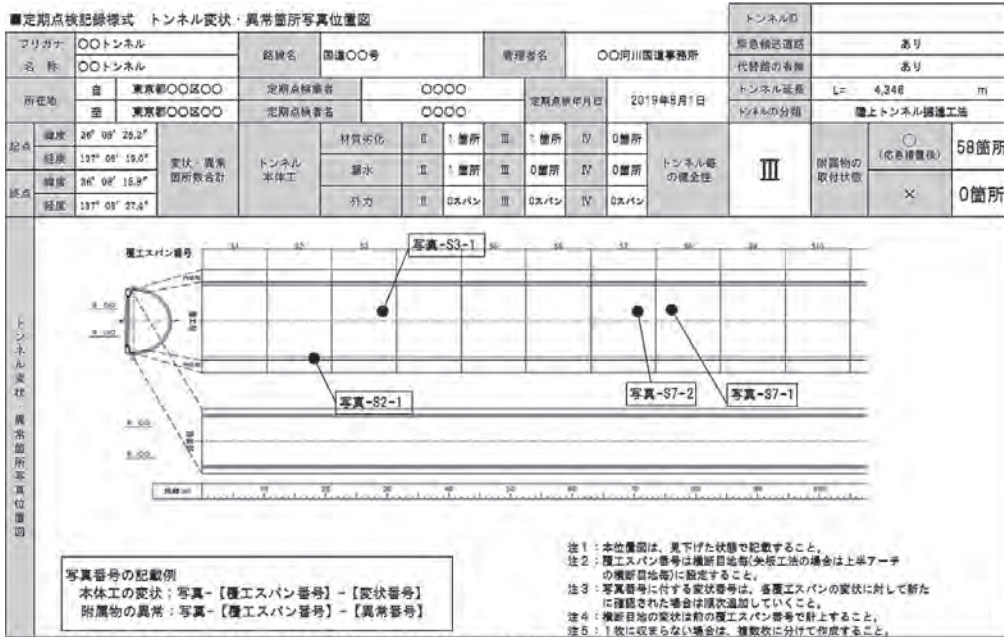 ■定期点検記録様式　トンネル変状・異常箇所写真位置図
トンネルID
フリガナ 〇〇トンネル 路線名 国道〇〇号 管理者名 〇〇河川国道事務所 緊急輸送道路 あり
名　称 〇〇トンネル 代替路の有無 あり
所在地 自 東京都〇〇区〇〇 定期点検業者 〇〇〇〇 定期点検年月日 2019年8月1日 トンネル延長 L= 4,346 m
至 東京都〇〇区〇〇 定期点検者名 〇〇〇〇 トンネルの分類 陸上トンネル掘進工法
起点 緯度 36° 08′ 25.2″ 変状・異常箇所数合計 トンネル本体工 材質劣化 Ⅱ 1箇所 Ⅲ 1箇所 Ⅳ 0箇所 トンネル毎の健全性 Ⅲ 附属物の取付状態 〇(応急措置後) 58箇所
経度 137° 05′ 19.0″ 漏水 Ⅱ 1箇所 Ⅲ 0箇所 Ⅳ 0箇所
終点 緯度 36° 08′ 15.8″ × 0箇所
経度 137° 05′ 27.4″ 外力 Ⅱ 0スパン Ⅲ 0スパン Ⅳ 0スパン
トンネル変状・異常箇所写真位置図
覆工スパン番号
写真-S3-1
写真-S2-1
写真-S7-2
写真-S7-1
写真番号の記載例
本体工の変状：写真-【覆工スパン番号】-【変状番号】
附属物の異常：写真-【覆工スパン番号】-【異常番号】
注1：本位置図は、見下げた状態で記載すること。
注2：覆工スパン番号は横断目地毎(矢板工法の場合は上半アーチ
の横断目地毎)に設定すること。
注3：写真番号に付する変状番号は、各覆工スパンの変状に対して新た
に確認された場合は順次追加していくこと。
注4：横断目地の変状は前の覆工スパン番号で計上すること。
注5：1枚に収まらない場合は、複数枚に分けて作成すること。